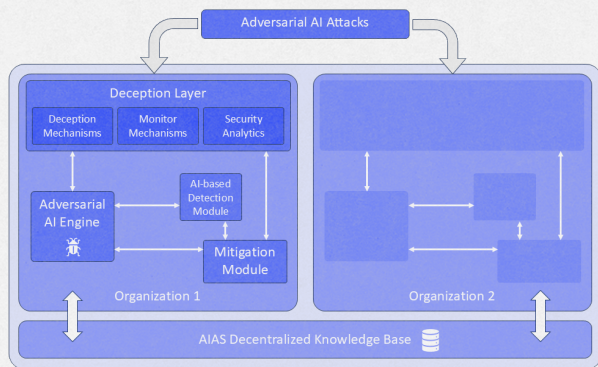 Adversarial AI Attacks
Deception Layer
Deception
Mechanisms
Monitor
Mechanisms
Security
Analytics
Adversarial
AI Engine
AI-based
Detection
Module
Mitigation
Module
Organization 1
Organization 2
AIAS Decentralized Knowledge Base